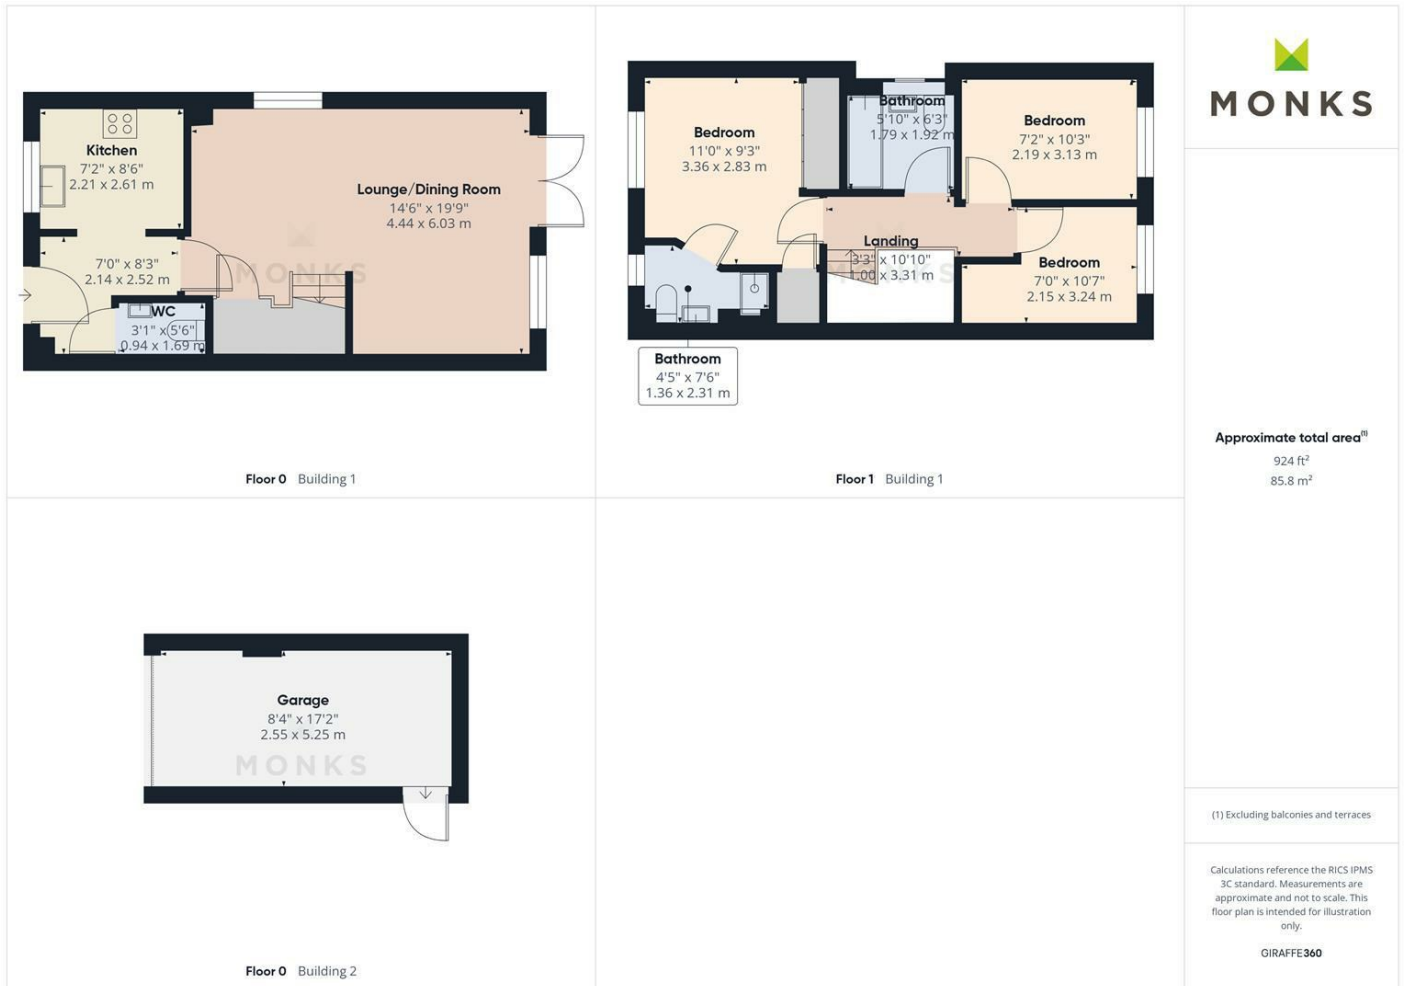 Kitchen
7'2" x 8'6"
2.21 x 2.61 m
Lounge/Dining Room
14'6" x 19'9"
4.44 x 6.03 m
7'0" x 8'3"
2.14 x 2.52 m
MONKS
WC
3'1" x 5'6"
0.94 x 1.69 m
Floor 0 Building 1
Bedroom
11'0" x 9'3"
3.36 x 2.83 m
Bathroom
5'10" x 6'3"
1.79 x 1.92 m
Bedroom
7'2" x 10'3"
2.19 x 3.13 m
Landing
3'3" x 10'10"
1.00 x 3.31 m
MONKS
Bedroom
7'0" x 10'7"
2.15 x 3.24 m
Bathroom
4'5" x 7'6"
1.36 x 2.31 m
Floor 1 Building 1
Garage
8'4" x 17'2"
2.55 x 5.25 m
MONKS
Floor 0 Building 2
MONKS
Approximate total area(1)
924 ft²
85.8 m²
(1) Excluding balconies and terraces
Calculations reference the RICS IPMS
3C standard. Measurements are
approximate and not to scale. This
floor plan is intended for illustration
only.
GIRAFFE360